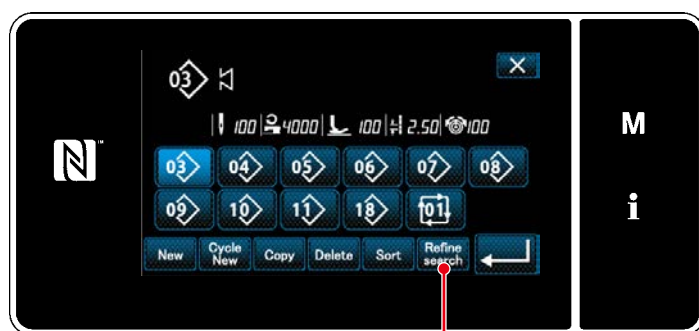 03
100 4000 100 2.50 100
M
03 04 05 06 07 08
i
09 10 11 18 01
New Cycle New Copy Delete Sort Refine search
N™